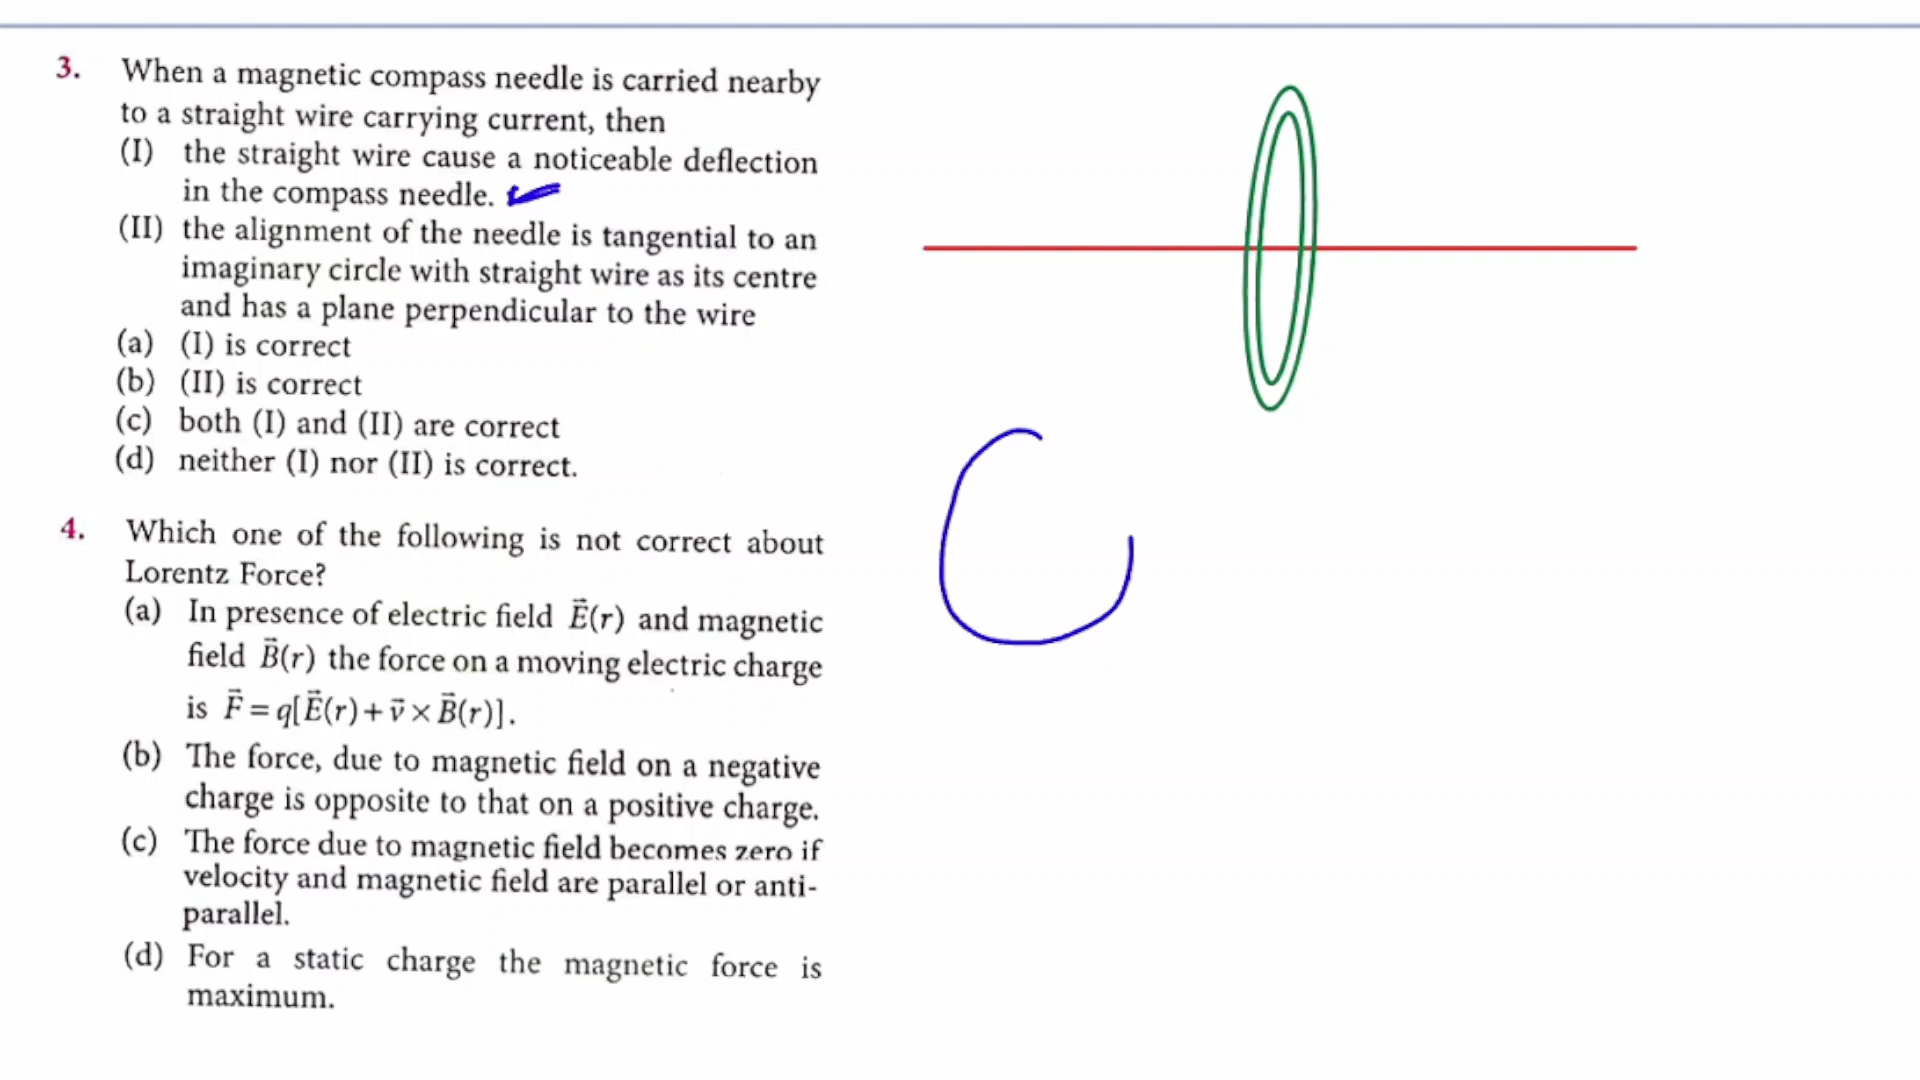 3. When a magnetic compass needle is carried nearby
to a straight wire carrying current, then
(I) the straight wire cause a noticeable deflection
in the compass needle.
(II) the alignment of the needle is tangential to an
imaginary circle with straight wire as its centre
and has a plane perpendicular to the wire
(a) (I) is correct
(b) (II) is correct
(c) both (I) and (II) are correct
(d) neither (I) nor (II) is correct.
4. Which one of the following is not correct about
Lorentz Force?
(a) In presence of electric field \vec{E}(r) and magnetic
field \vec{B}(r) the force on a moving electric charge
is \vec{F} = q[\vec{E}(r) + \vec{v} × \vec{B}(r)].
(b) The force, due to magnetic field on a negative
charge is opposite to that on a positive charge.
(c) The force due to magnetic field becomes zero if
velocity and magnetic field are parallel or anti-
parallel.
(d) For a static charge the magnetic force is
maximum.